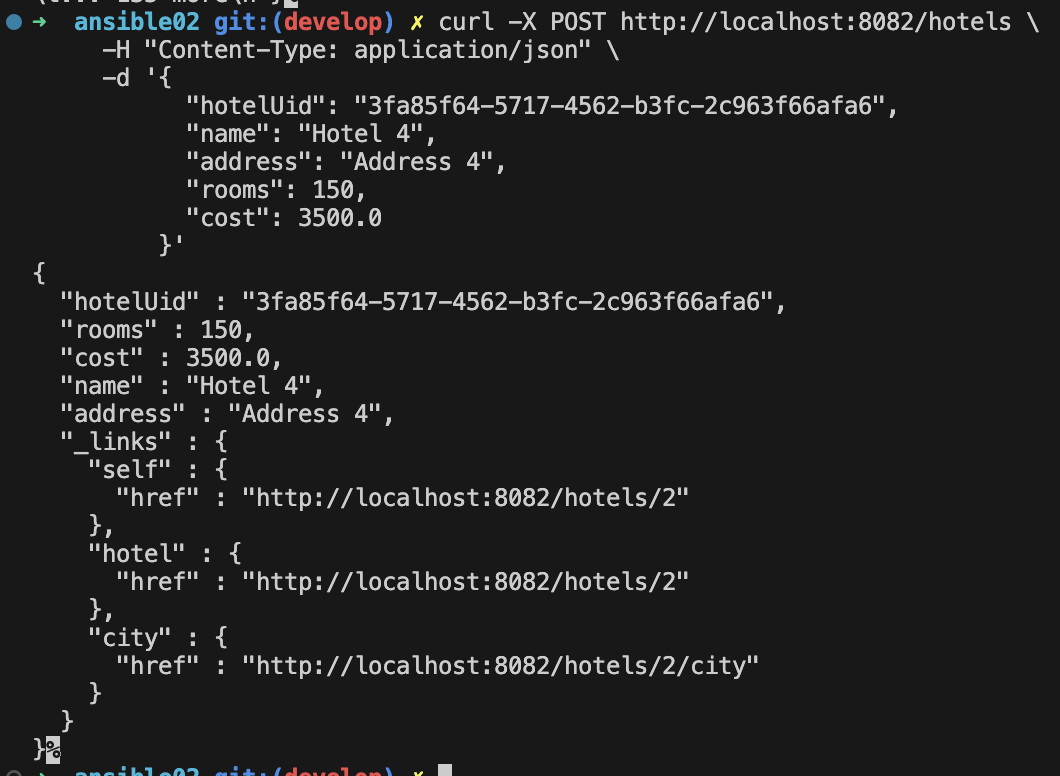 ➜  ansible02 git:(develop) ✗ curl -X POST http://localhost:8082/hotels \
     -H "Content-Type: application/json" \
     -d '{
           "hotelUid": "3fa85f64-5717-4562-b3fc-2c963f66afa6",
           "name": "Hotel 4",
           "address": "Address 4",
           "rooms": 150,
           "cost": 3500.0
         }'
{
  "hotelUid" : "3fa85f64-5717-4562-b3fc-2c963f66afa6",
  "rooms" : 150,
  "cost" : 3500.0,
  "name" : "Hotel 4",
  "address" : "Address 4",
  "_links" : {
    "self" : {
      "href" : "http://localhost:8082/hotels/2"
    },
    "hotel" : {
      "href" : "http://localhost:8082/hotels/2"
    },
    "city" : {
      "href" : "http://localhost:8082/hotels/2/city"
    }
  }
}%
➜  ansible02 git:(develop) ✗